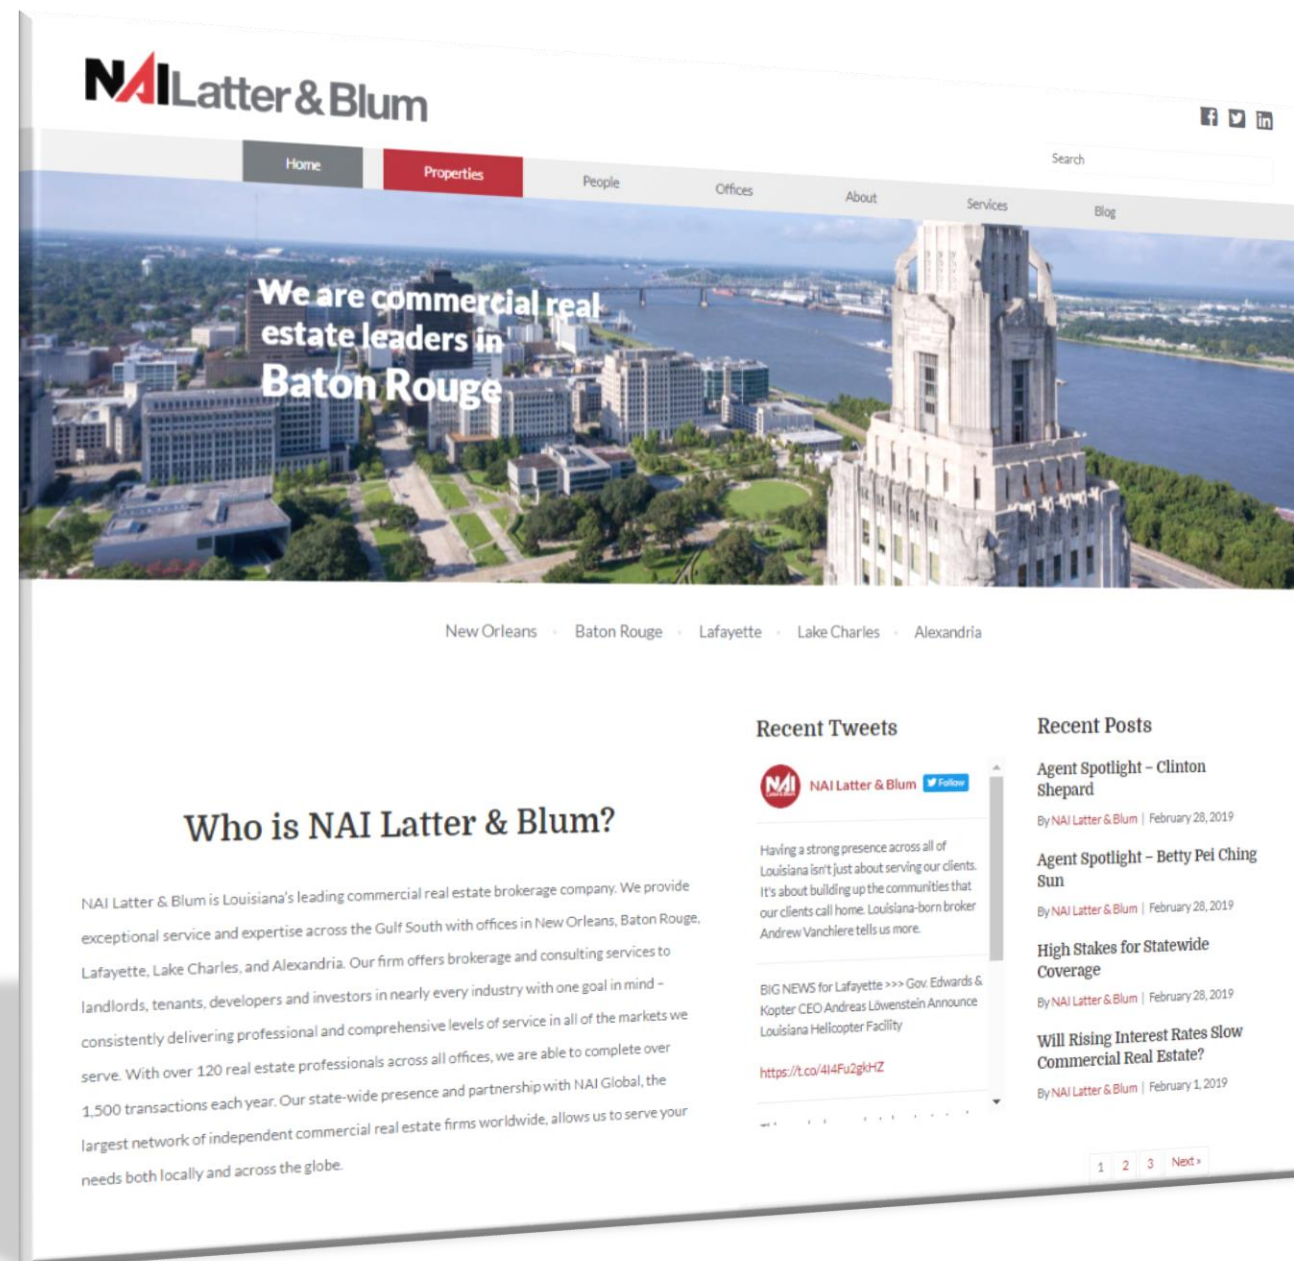 NAI Latter & Blum
Search
Home
Properties
People
Offices
About
Services
Blog
We are commercial real
estate leaders in
Baton Rouge
New Orleans
Baton Rouge
Lafayette
Lake Charles
Alexandria
Who is NAI Latter & Blum?
NAI Latter & Blum is Louisiana's leading commercial real estate brokerage company. We provide
exceptional service and expertise across the Gulf South with offices in New Orleans, Baton Rouge,
Lafayette, Lake Charles, and Alexandria. Our firm offers brokerage and consulting services to
landlords, tenants, developers and investors in nearly every industry with one goal in mind –
consistently delivering professional and comprehensive levels of service in all of the markets we
serve. With over 120 real estate professionals across all offices, we are able to complete over
1,500 transactions each year. Our state-wide presence and partnership with NAI Global, the
largest network of independent commercial real estate firms worldwide, allows us to serve your
needs both locally and across the globe.
Recent Tweets
NAI
NAI Latter & Blum
Follow
Having a strong presence across all of
Louisiana isn't just about serving our clients.
It's about building up the communities that
our clients call home. Louisiana-born broker
Andrew Vanchiere tells us more.
BIG NEWS for Lafayette >>> Gov. Edwards &
Kopter CEO Andreas Löwenstein Announce
Louisiana Helicopter Facility
https://t.co/4I4Fu2gkHZ
Recent Posts
Agent Spotlight – Clinton
Shepard
By NAI Latter & Blum | February 28, 2019
Agent Spotlight – Betty Pei Ching
Sun
By NAI Latter & Blum | February 28, 2019
High Stakes for Statewide
Coverage
By NAI Latter & Blum | February 28, 2019
Will Rising Interest Rates Slow
Commercial Real Estate?
By NAI Latter & Blum | February 1, 2019
1 2 3 Next »